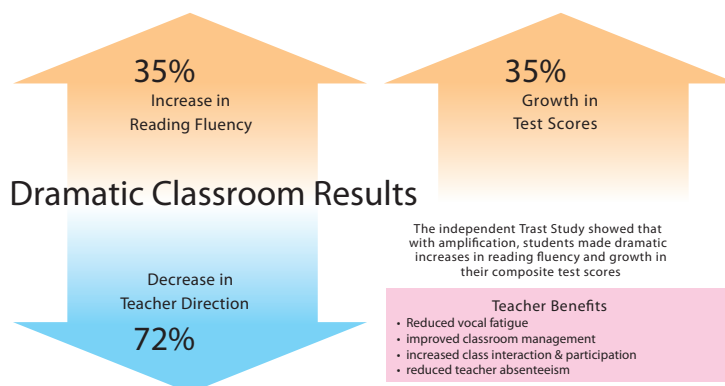 35%
Increase in
Reading Fluency
35%
Growth in
Test Scores
Dramatic Classroom Results
Decrease in
Teacher Direction
72%
The independent Trast Study showed that
with amplification, students made dramatic
increases in reading fluency and growth in
their composite test scores
Teacher Benefits
• Reduced vocal fatigue
• improved classroom management
• increased class interaction & participation
• reduced teacher absenteeism